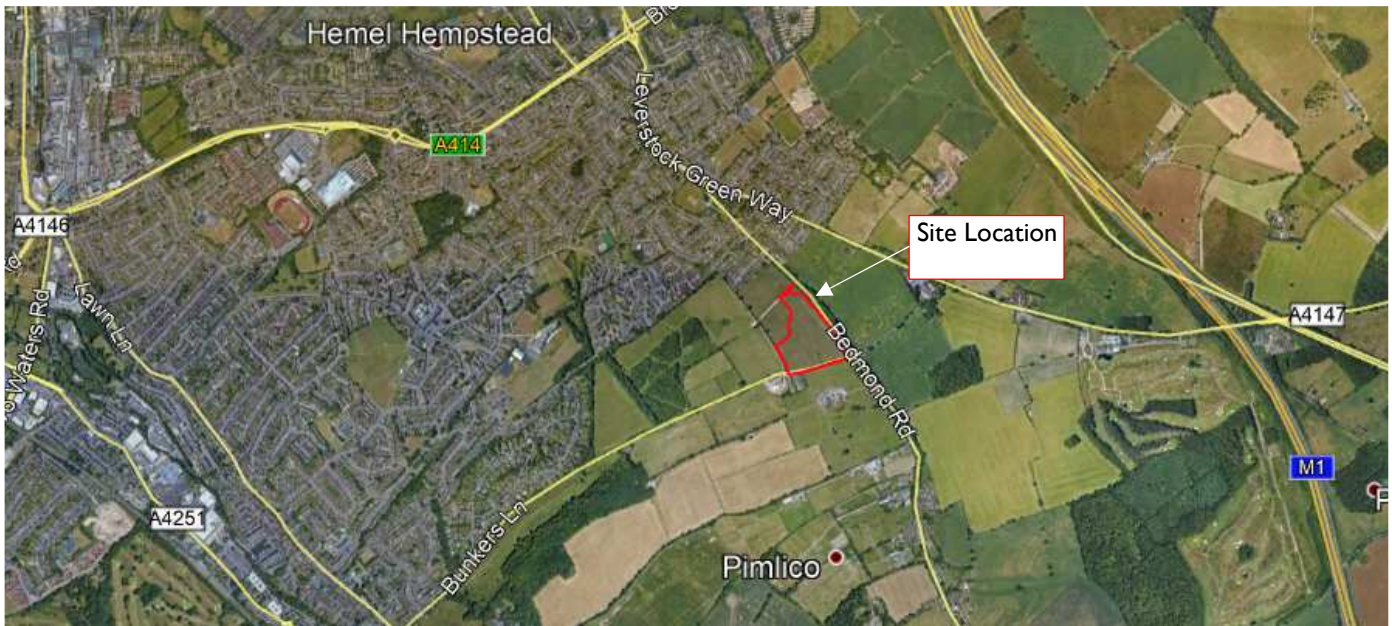 Hemel Hempstead
A414
Leverstock Green Way
Site Location
A4146
Lawn Ln
Waters Rd
A4147
Bedmond Rd
M1
A4251
Bunkers Ln
Pimlico